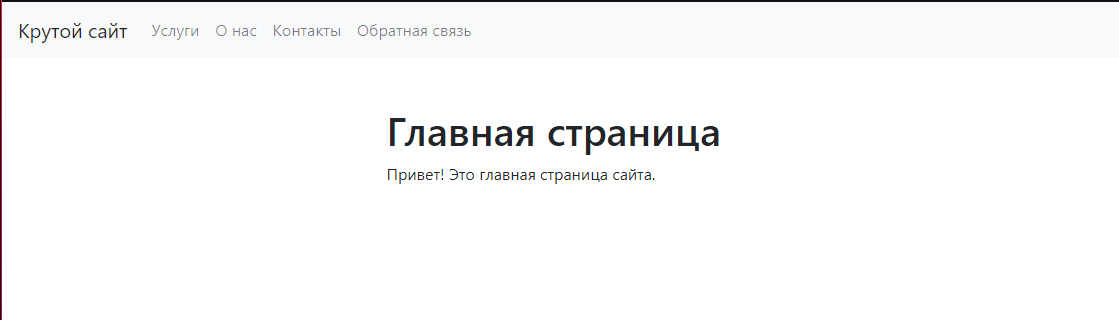 Крутой сайт Услуги О нас Контакты Обратная связь
Главная страница
Привет! Это главная страница сайта.